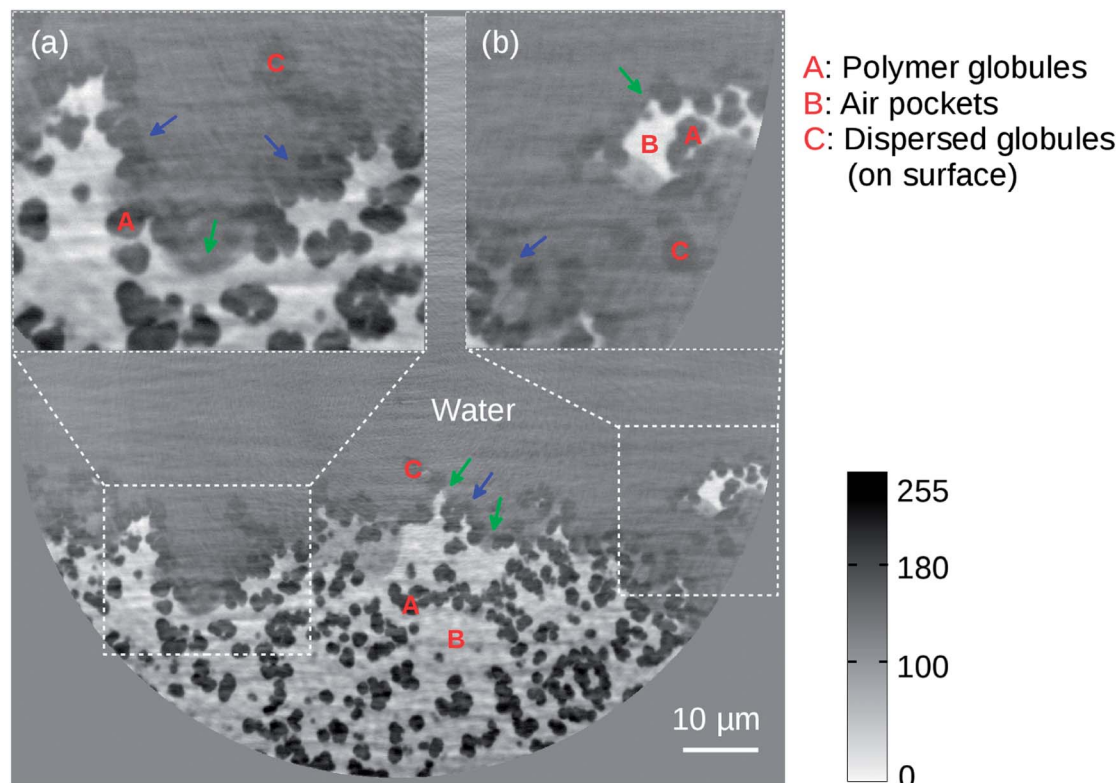 (a)
C
A
(b)
B
A
C
A: Polymer globules
B: Air pockets
C: Dispersed globules
(on surface)
Water
C
A
B
10 µm
255
180
100
0